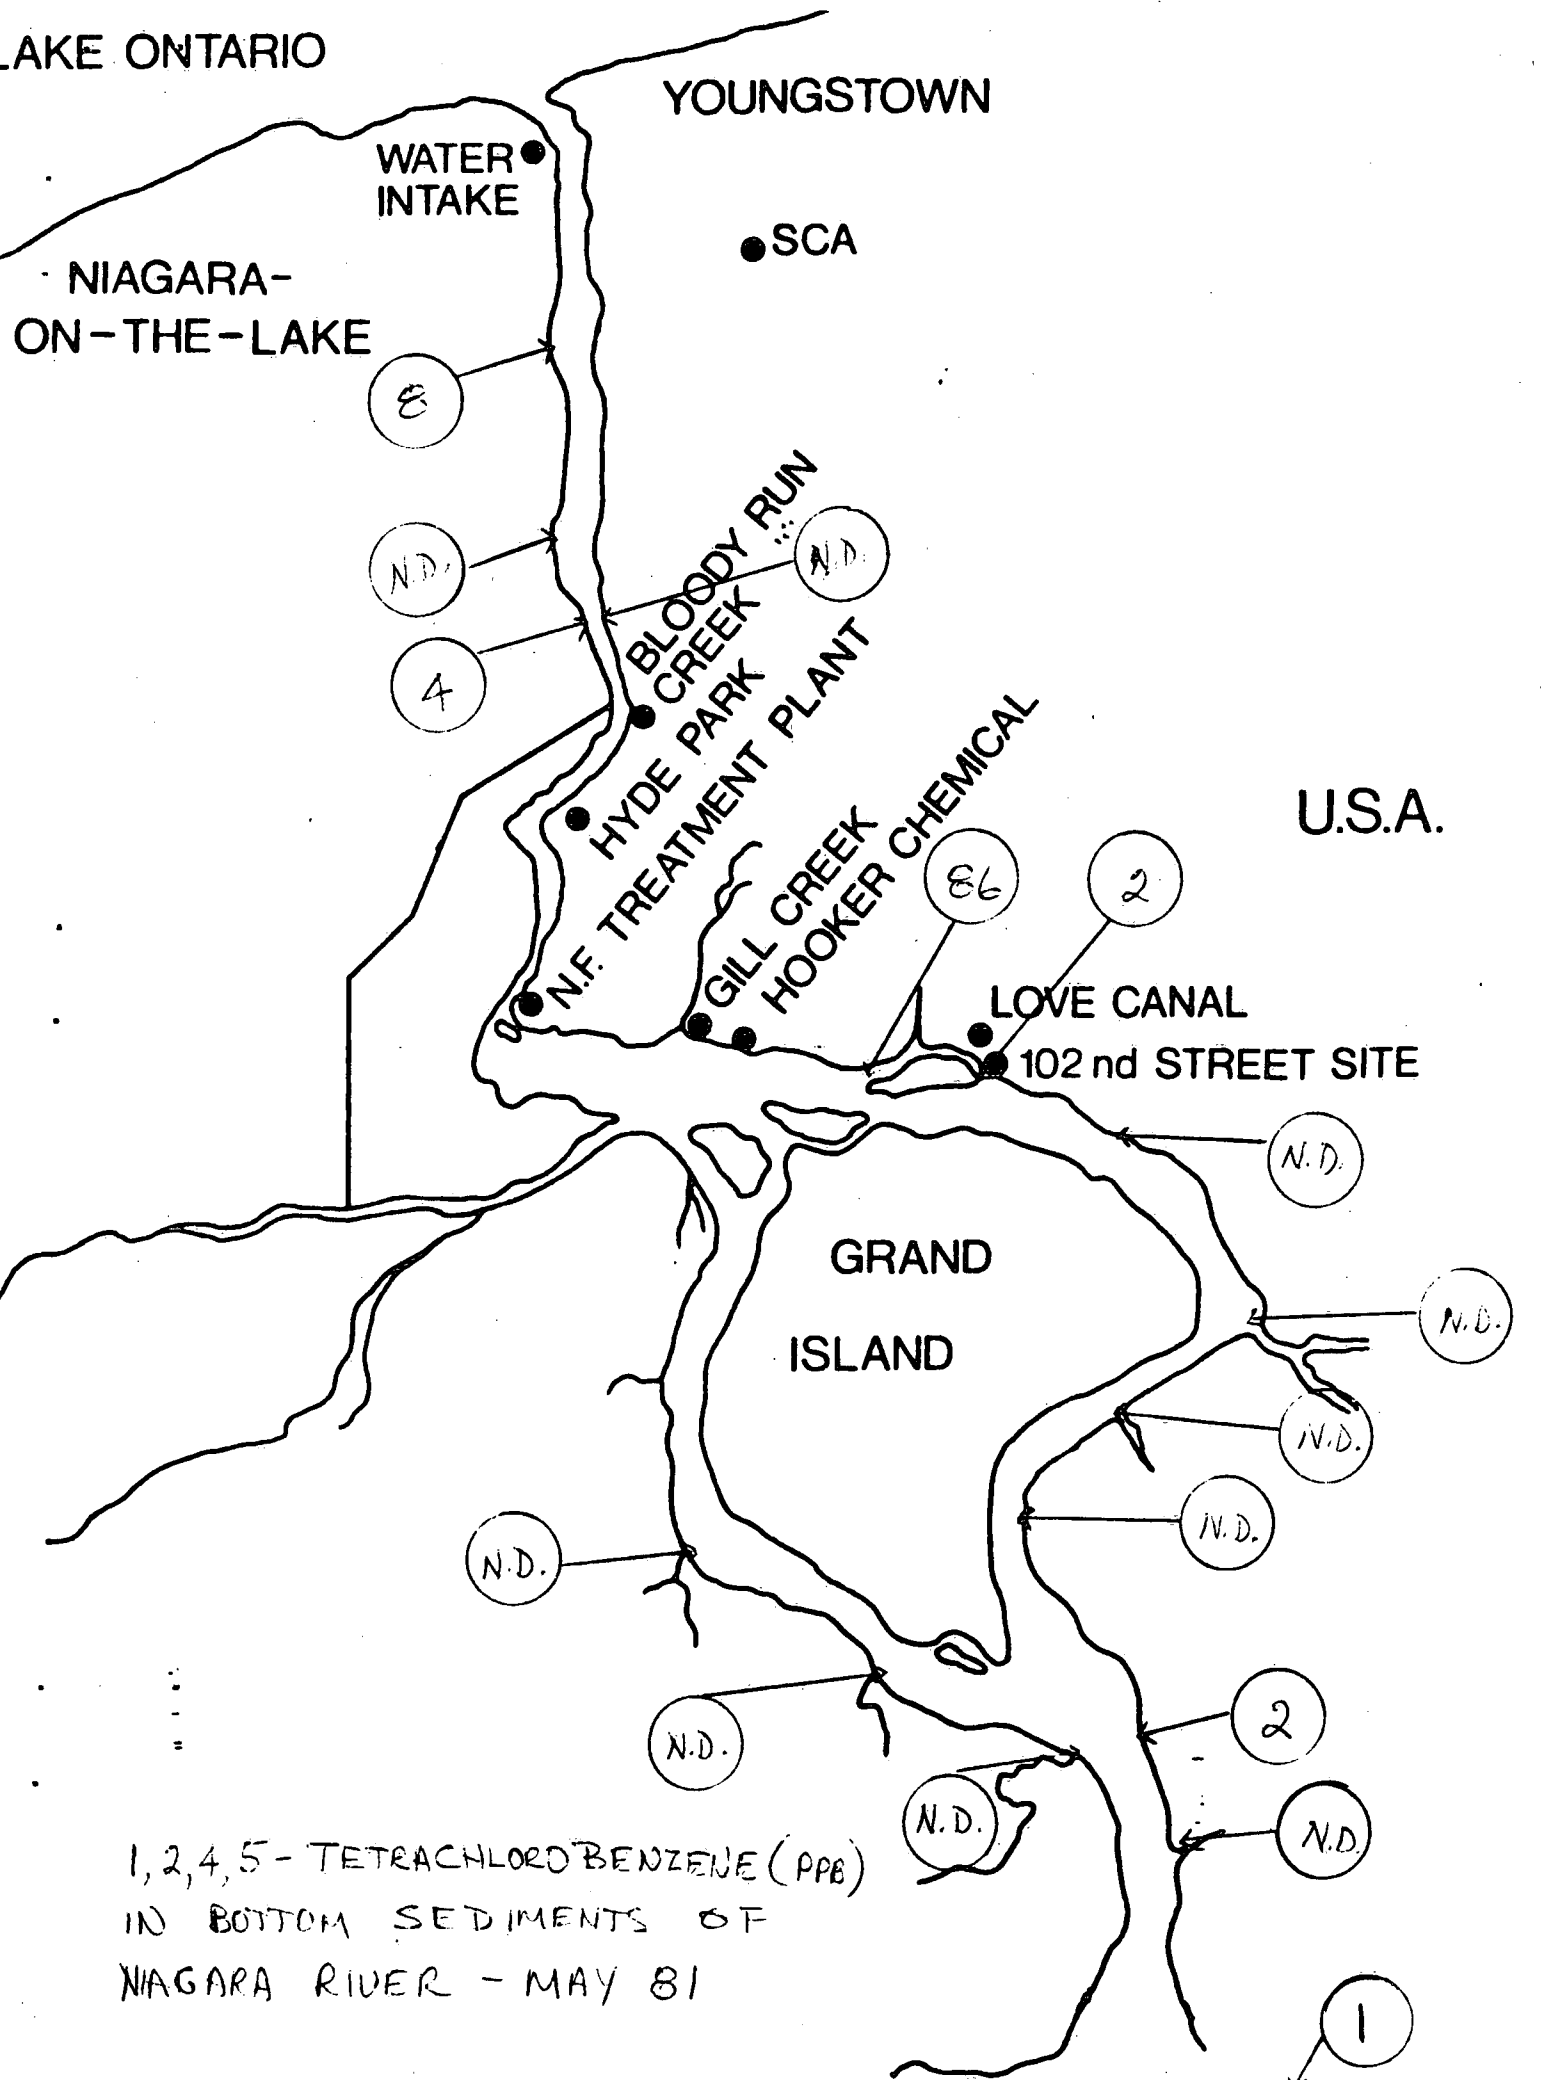 LAKE ONTARIO
YOUNGSTOWN
WATER
INTAKE
SCA
NIAGARA-
ON-THE-LAKE
8
BLOODY RUN
CREEK
N.D.
N.D.
4
HYDE PARK
N.F. TREATMENT PLANT
GILL CREEK
HOOKER CHEMICAL
U.S.A.
86
2
LOVE CANAL
102nd STREET SITE
N.D.
GRAND
ISLAND
N.D.
N.D.
N.D.
N.D.
N.D.
2
N.D.
N.D.
1,2,4,5-TETRACHLOROBENZENE (PPB)
IN BOTTOM SEDIMENTS OF
NIAGARA RIVER - MAY 81
1